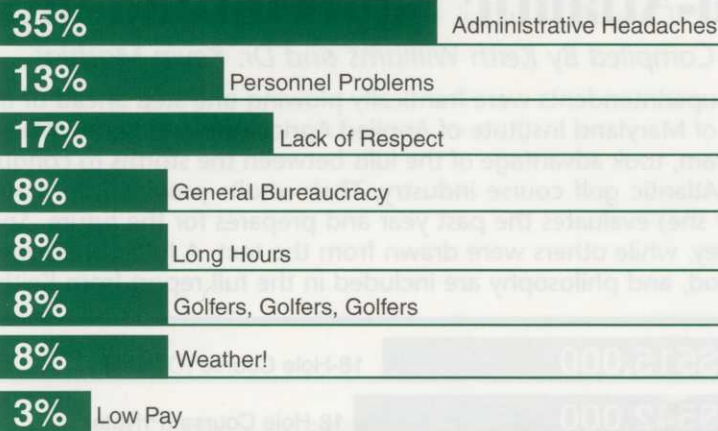 35% Administrative Headaches
13% Personnel Problems
17% Lack of Respect
8% General Bureaucracy
8% Long Hours
8% Golfers, Golfers, Golfers
8% Weather!
3% Low Pay